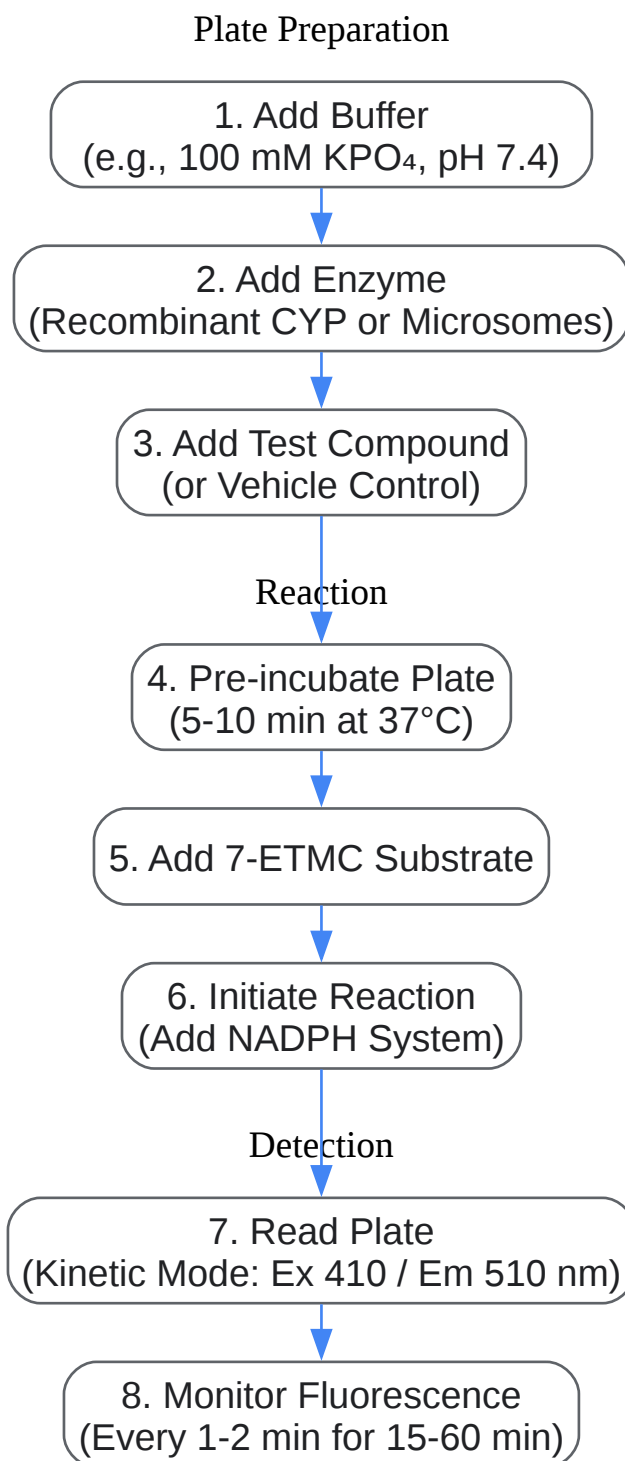 Plate Preparation
1. Add Buffer
(e.g., 100 mM KPO₄, pH 7.4)
2. Add Enzyme
(Recombinant CYP or Microsomes)
3. Add Test Compound
(or Vehicle Control)
Reaction
4. Pre-incubate Plate
(5-10 min at 37°C)
5. Add 7-ETMC Substrate
6. Initiate Reaction
(Add NADPH System)
Detection
7. Read Plate
(Kinetic Mode: Ex 410 / Em 510 nm)
8. Monitor Fluorescence
(Every 1-2 min for 15-60 min)